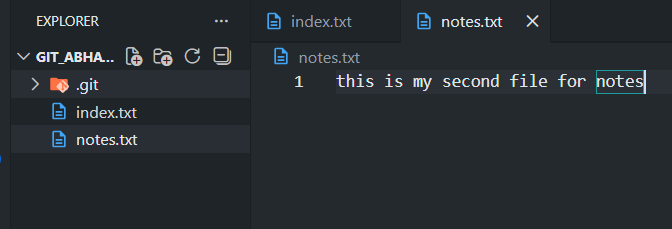 EXPLORER
GIT_ABHA...
.git
index.txt
notes.txt
index.txt
notes.txt
notes.txt
1
this is my second file for notes